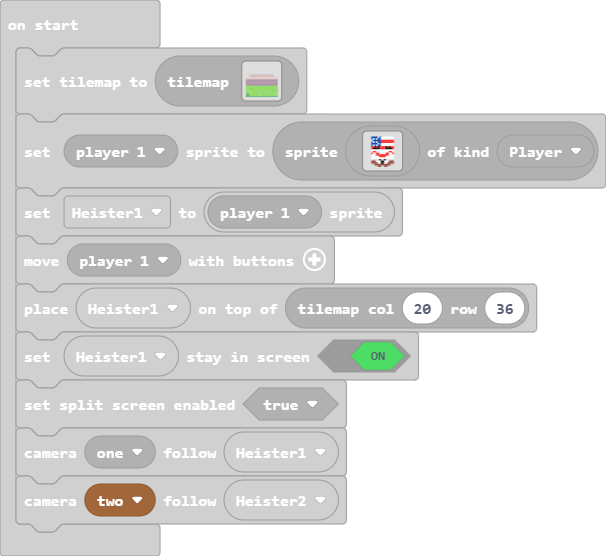 on start
set tilemap to tilemap
set player 1 sprite to sprite of kind Player
set Heister1 to player 1 sprite
move player 1 with buttons
place Heister1 on top of tilemap col 20 row 36
set Heister1 stay in screen ON
set split screen enabled true
camera one follow Heister1
camera two follow Heister2